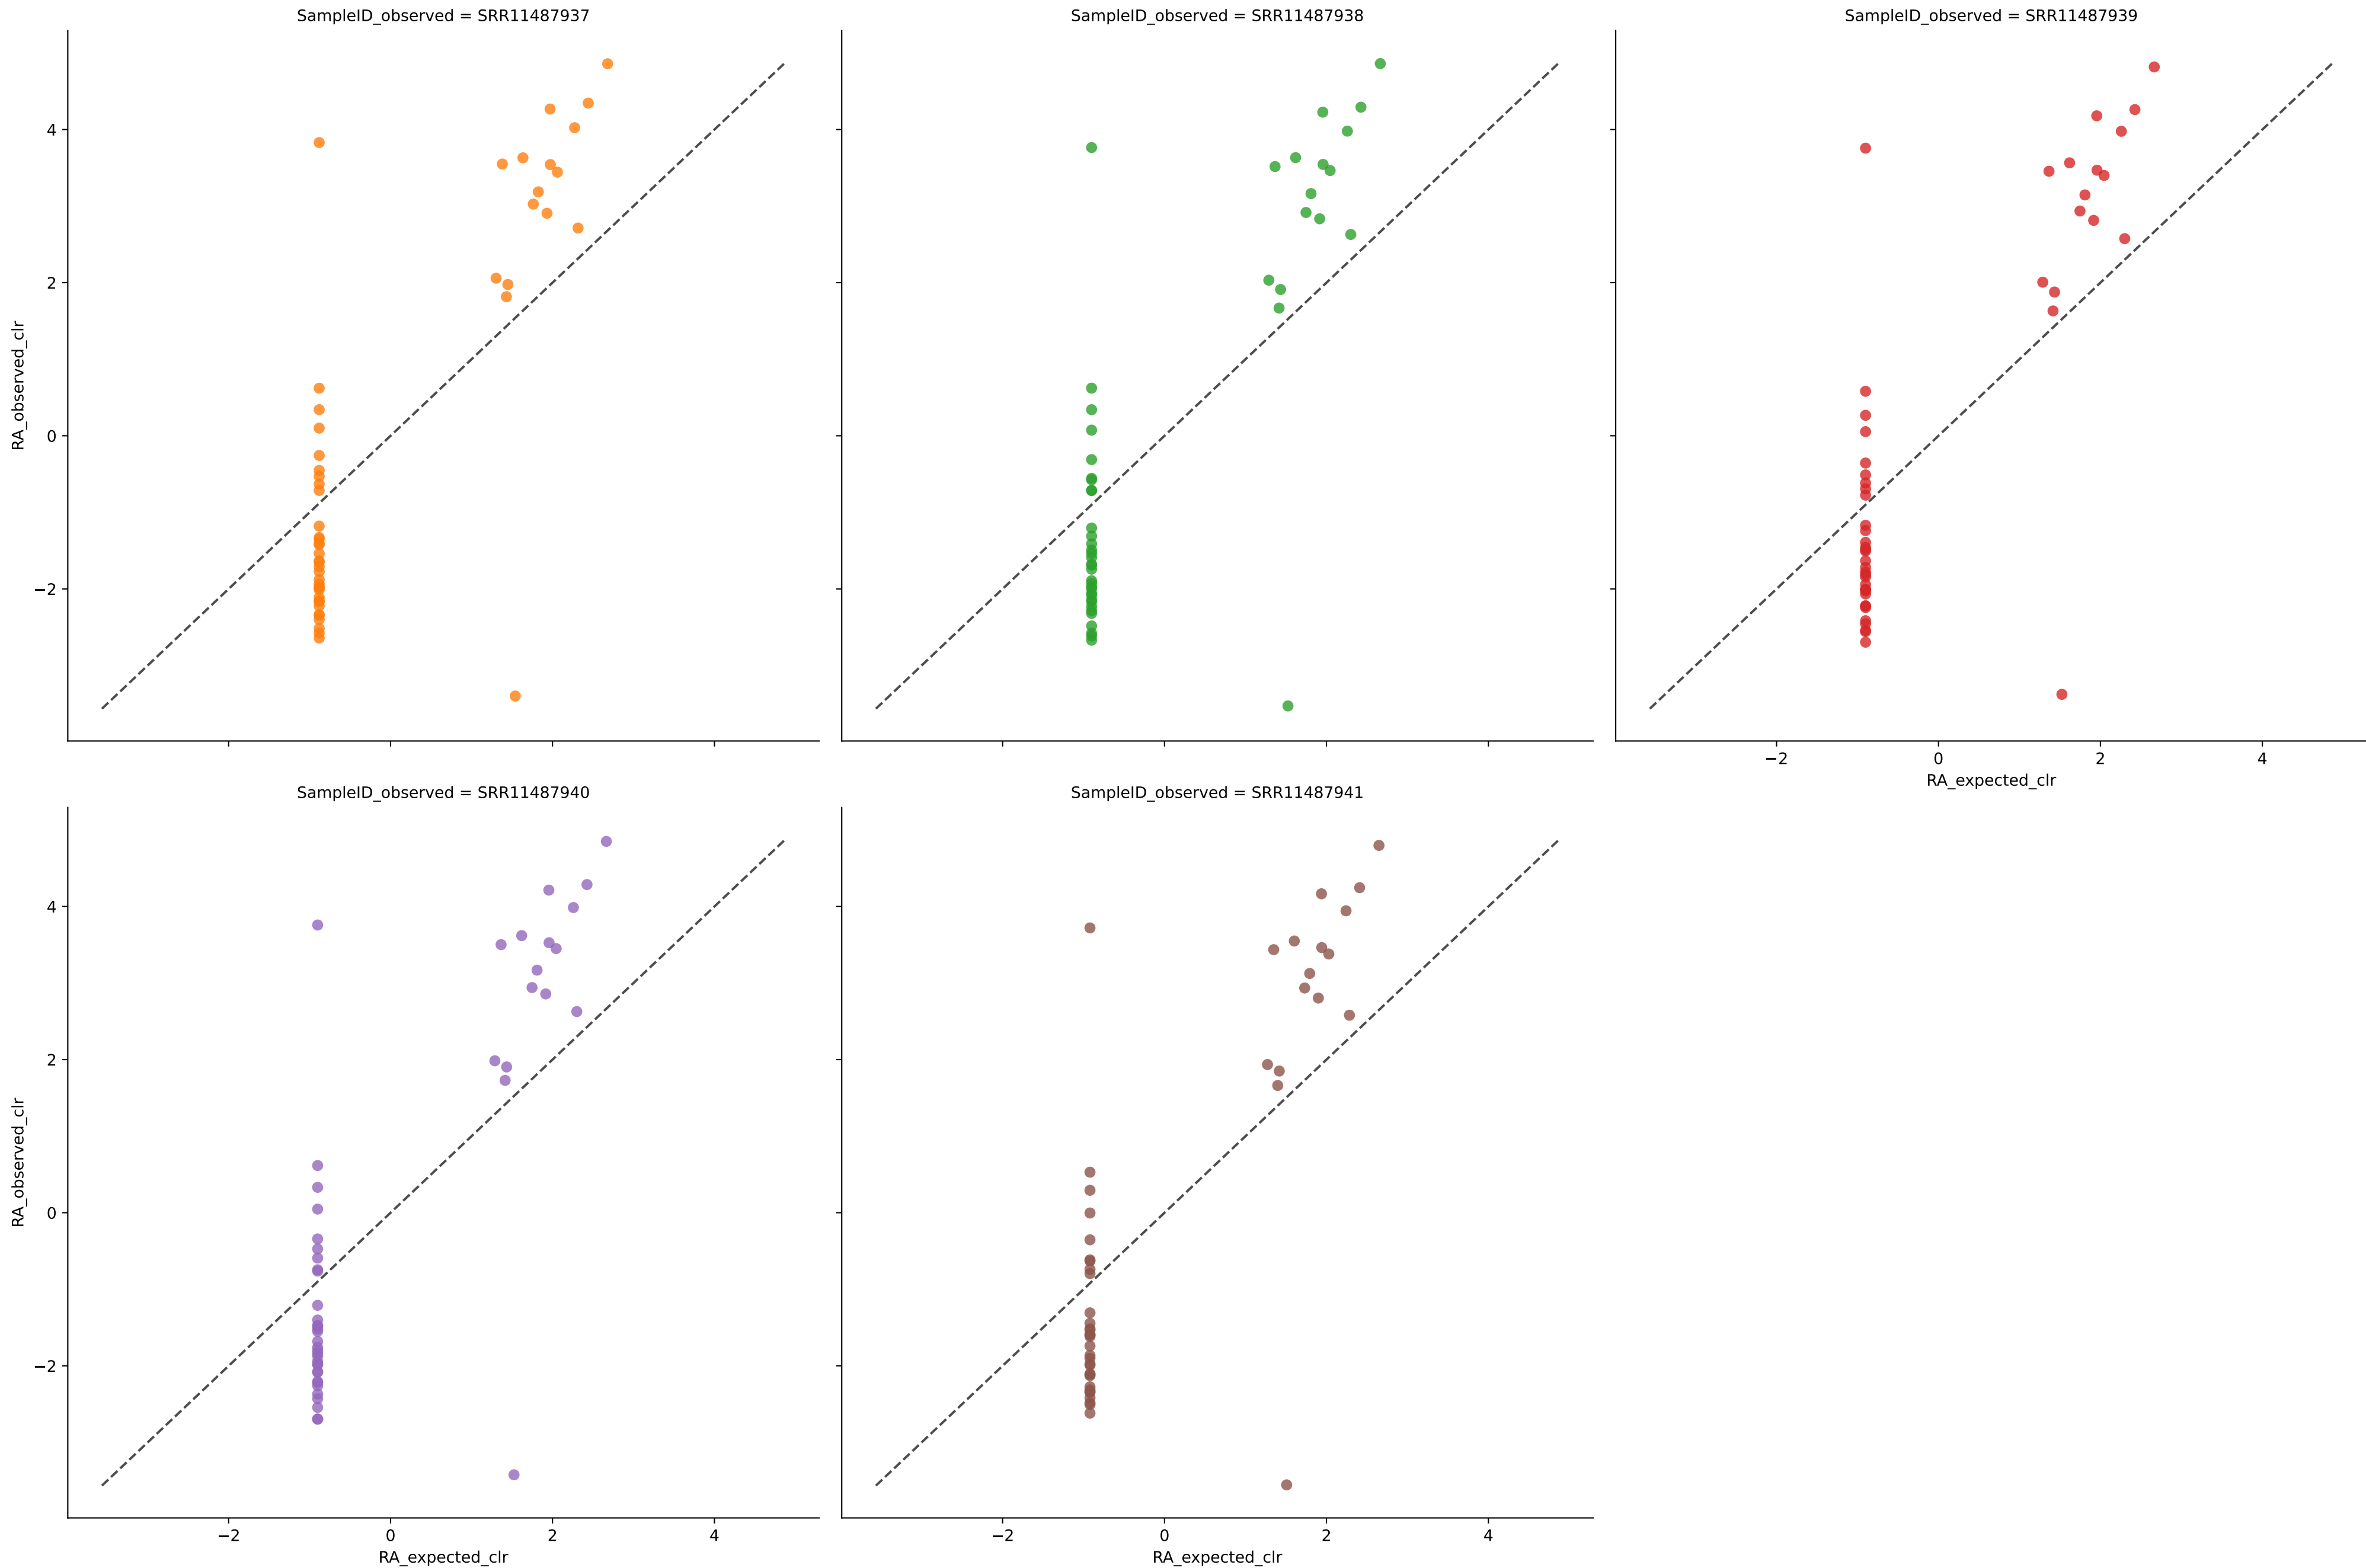 SampleID_observed = SRR11487937
SampleID_observed = SRR11487938
SampleID_observed = SRR11487939
4
2
0
−2
RA_observed_clr
−2 0 2 4
RA_expected_clr
SampleID_observed = SRR11487940
SampleID_observed = SRR11487941
4
2
0
−2
RA_observed_clr
−2 0 2 4
RA_expected_clr
−2 0 2 4
RA_expected_clr